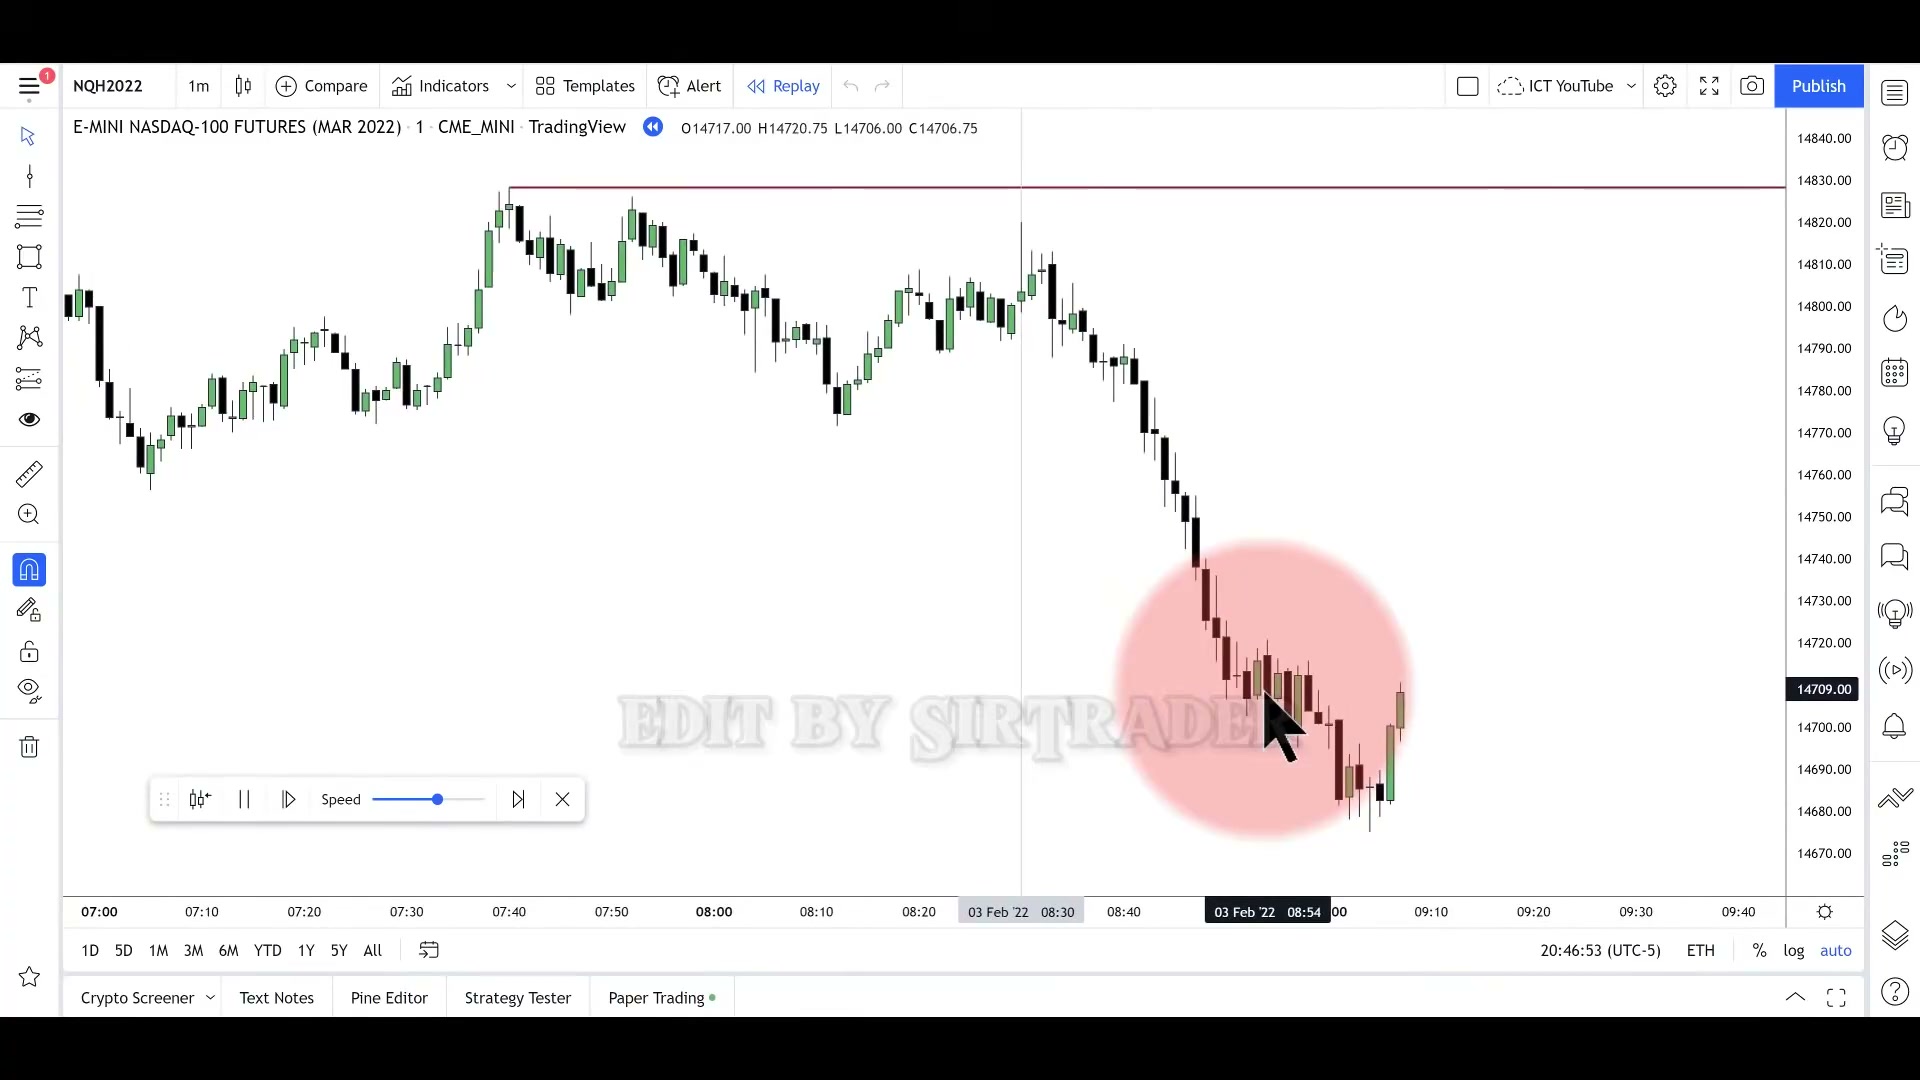 1
NQH2022 1m Compare Indicators Templates Alert Replay ICT YouTube Publish
E-MINI NASDAQ-100 FUTURES (MAR 2022) · 1 · CME_MINI · TradingView O14717.00 H14720.75 L14706.00 C14706.75
14840.00
14830.00
14820.00
14810.00
14800.00
14790.00
14780.00
14770.00
14760.00
14750.00
14740.00
14730.00
14720.00
14709.00
14700.00
14690.00
14680.00
14670.00
EDIT BY SIRTRADER
Speed
07:00 07:10 07:20 07:30 07:40 07:50 08:00 08:10 08:20 03 Feb '22 08:30 08:40 03 Feb '22 08:54 00 09:10 09:20 09:30 09:40
1D 5D 1M 3M 6M YTD 1Y 5Y All 20:46:53 (UTC-5) ETH % log auto
Crypto Screener Text Notes Pine Editor Strategy Tester Paper Trading